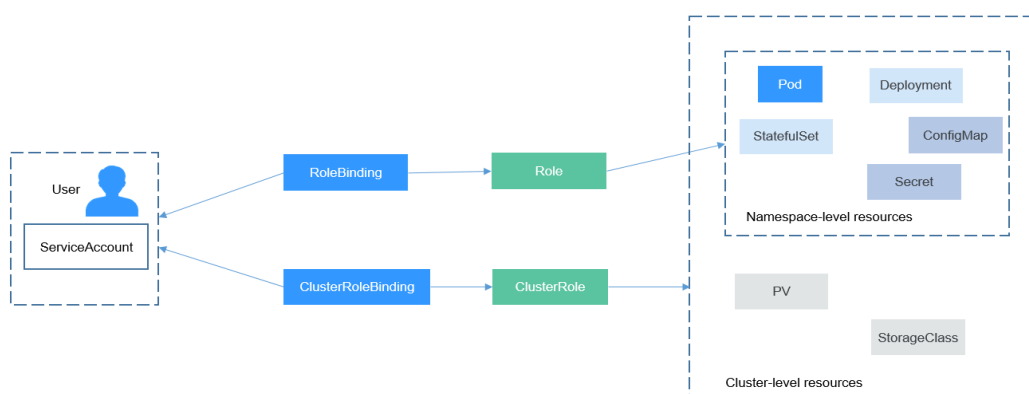 User
ServiceAccount
RoleBinding
Role
ClusterRoleBinding
ClusterRole
Pod
Deployment
StatefulSet
ConfigMap
Secret
Namespace-level resources
PV
StorageClass
Cluster-level resources